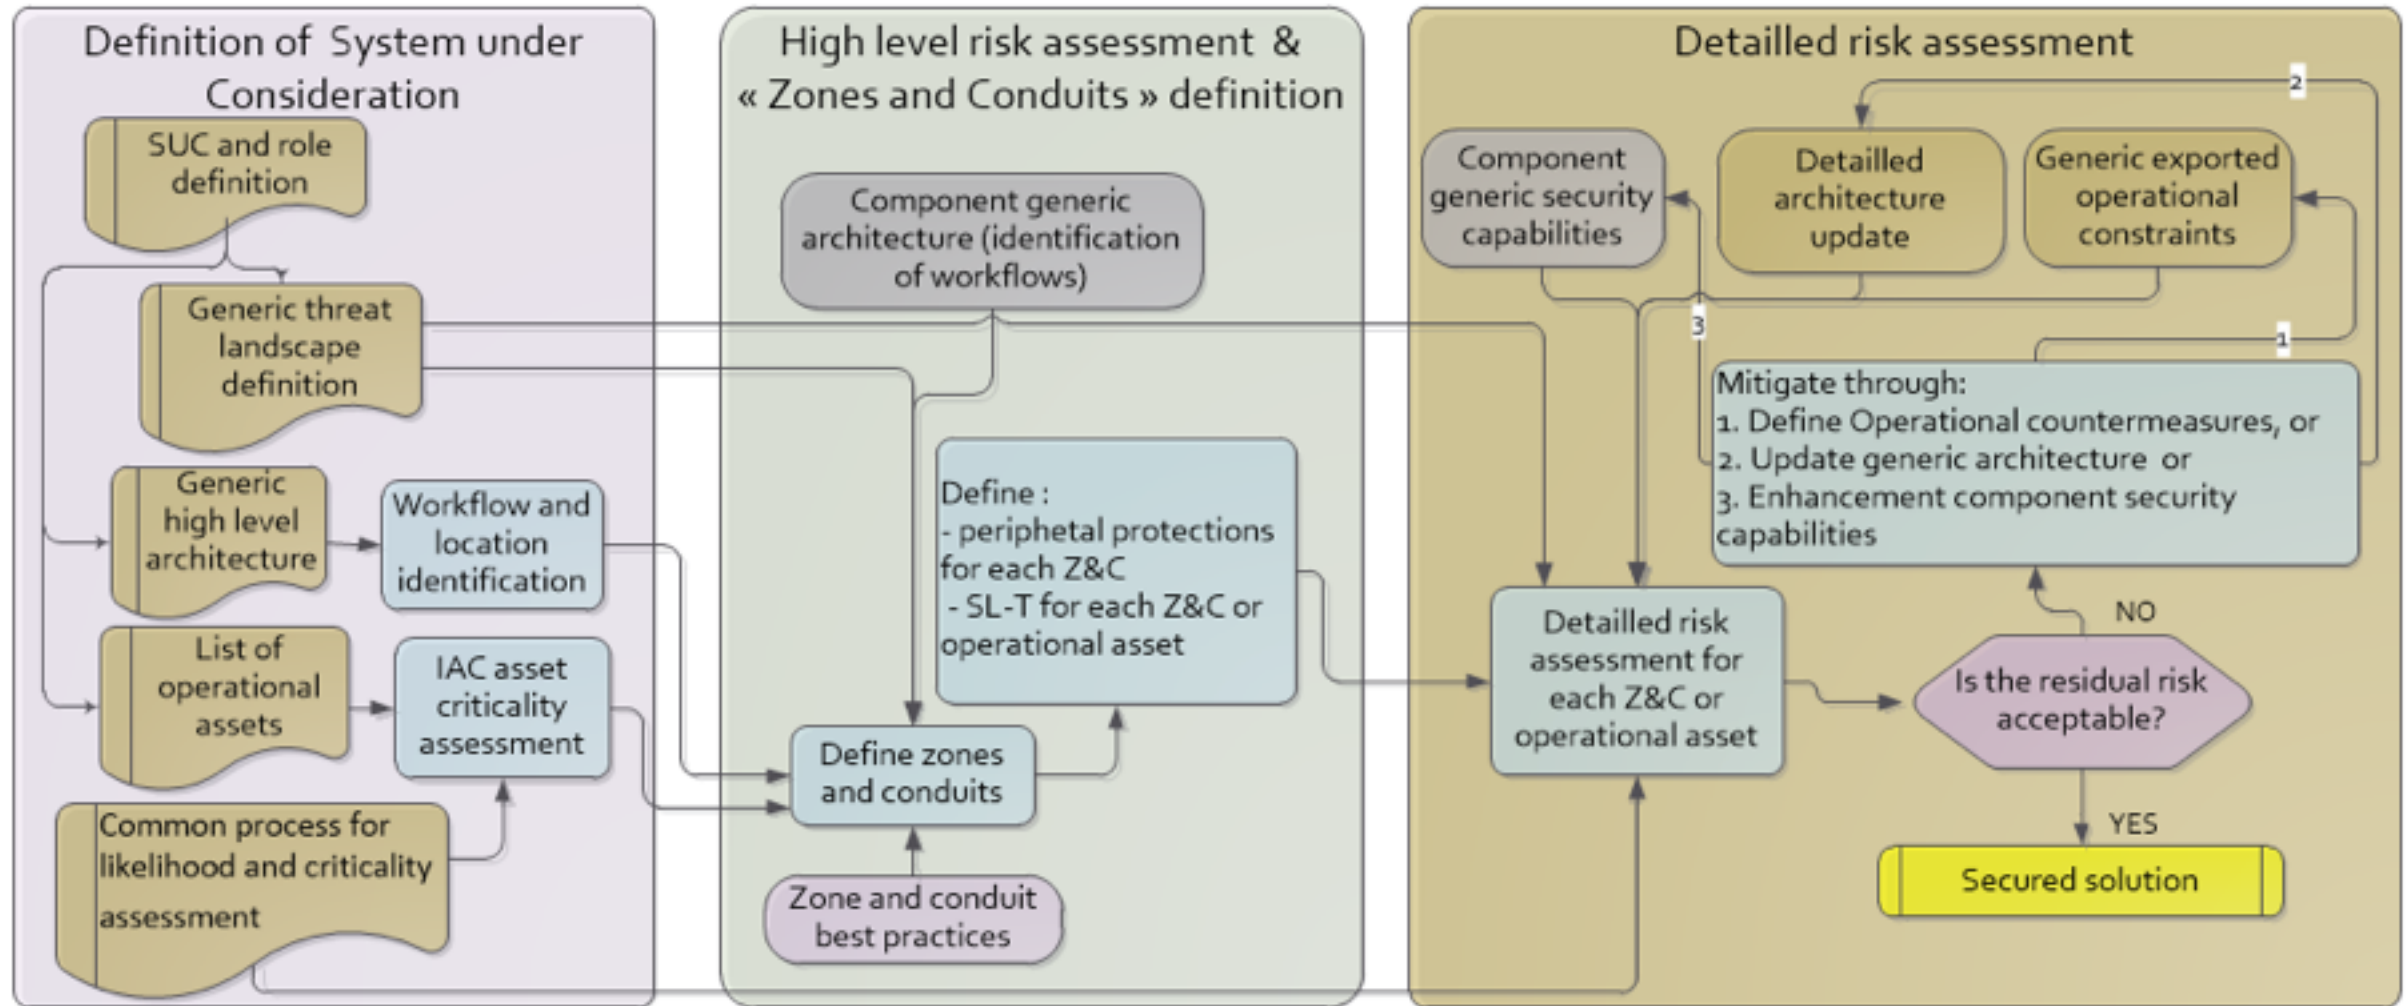 Definition of System under
Consideration
SUC and role
definition
Generic threat
landscape
definition
Generic
high level
architecture
Workflow and
location
identification
List of
operational
assets
IAC asset
criticality
assessment
Common process for
likelihood and criticality
assessment
High level risk assessment &
« Zones and Conduits » definition
Component generic
architecture (identification
of workflows)
Define :
- periphetal protections
for each Z&C
- SL-T for each Z&C or
operational asset
Define zones
and conduits
Zone and conduit
best practices
Detailled risk assessment
2
Component
generic security
capabilities
Detailled
architecture
update
Generic exported
operational
constraints
3
1
Mitigate through:
1. Define Operational countermeasures, or
2. Update generic architecture or
3. Enhancement component security
capabilities
Detailled risk
assessment for
each Z&C or
operational asset
NO
Is the residual risk
acceptable?
YES
Secured solution